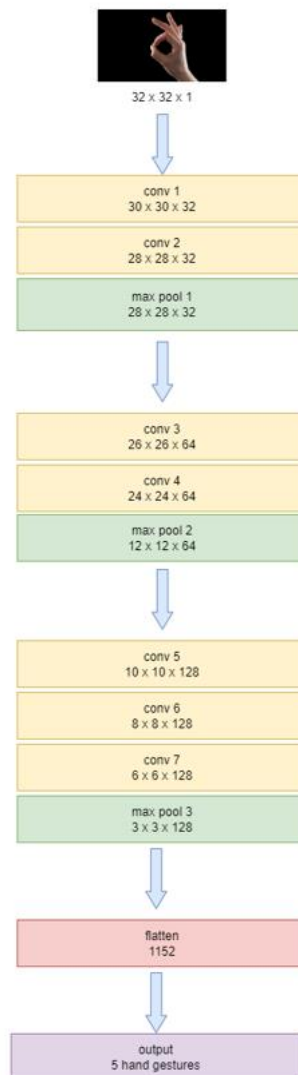 32 x 32 x 1
conv 1
30 x 30 x 32
conv 2
28 x 28 x 32
max pool 1
28 x 28 x 32
conv 3
26 x 26 x 64
conv 4
24 x 24 x 64
max pool 2
12 x 12 x 64
conv 5
10 x 10 x 128
conv 6
8 x 8 x 128
conv 7
6 x 6 x 128
max pool 3
3 x 3 x 128
flatten
1152
output
5 hand gestures